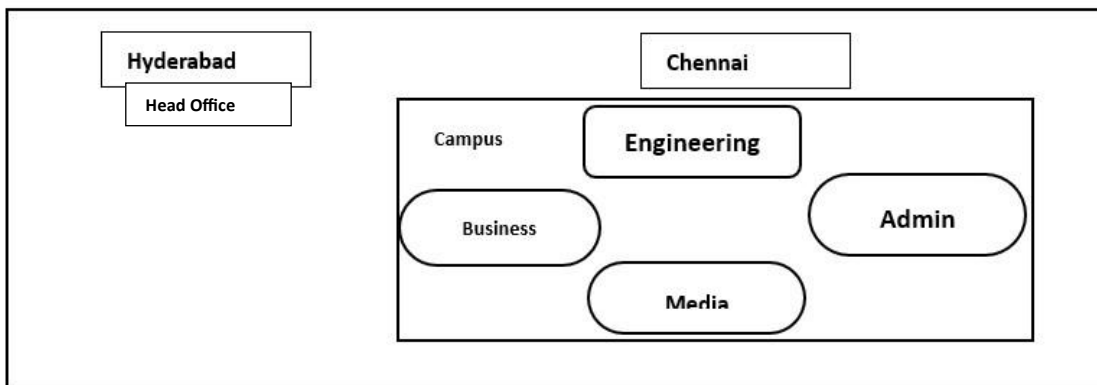 Hyderabad
Head Office
Chennai
Campus
Engineering
Business
Admin
Media